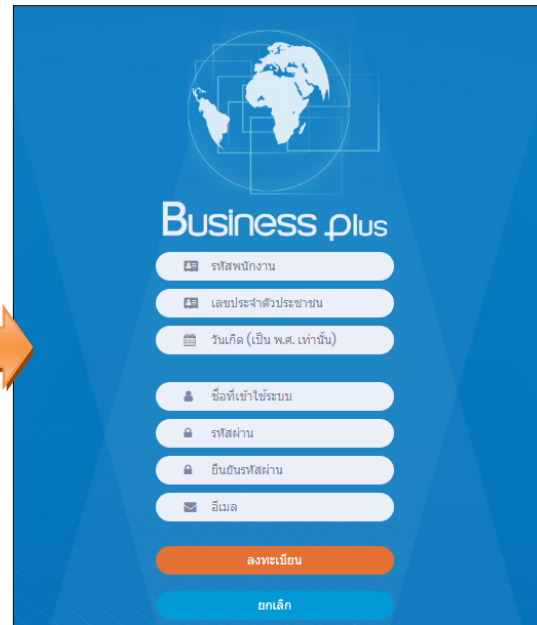 Business plus
รหัสพนักงาน
เลขประจำตัวประชาชน
วันเกิด (เป็น พ.ศ. เท่านั้น)
ชื่อที่เข้าใช้ระบบ
รหัสผ่าน
ยืนยันรหัสผ่าน
อีเมล
ลงทะเบียน
ยกเลิก